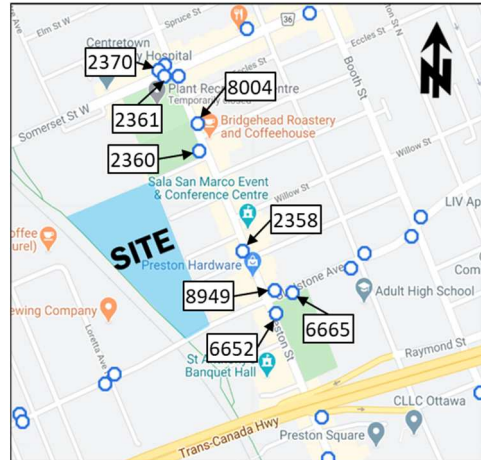 Elm St W
Spruce St
36
Eccles St
Centretown
Hospital
2370
Plant Rec
ntre
Temporarily closed
8004
Somerset St W
2361
Bridgehead Roastery
and Coffeehouse
2360
Booth St
Willow St
Sala San Marco Event
& Conference Centre
Willow St
SITE
2358
LIV Ap
offee
urel)
Preston Hardware
8949
stone Ave
Adult High School
ewing Company
Com
6665
Loretta Ave
6652
eston St
St A
Banquet Hall
Raymond St
CLLC Ottawa
Trans-Canada Hwy
Preston Square
N